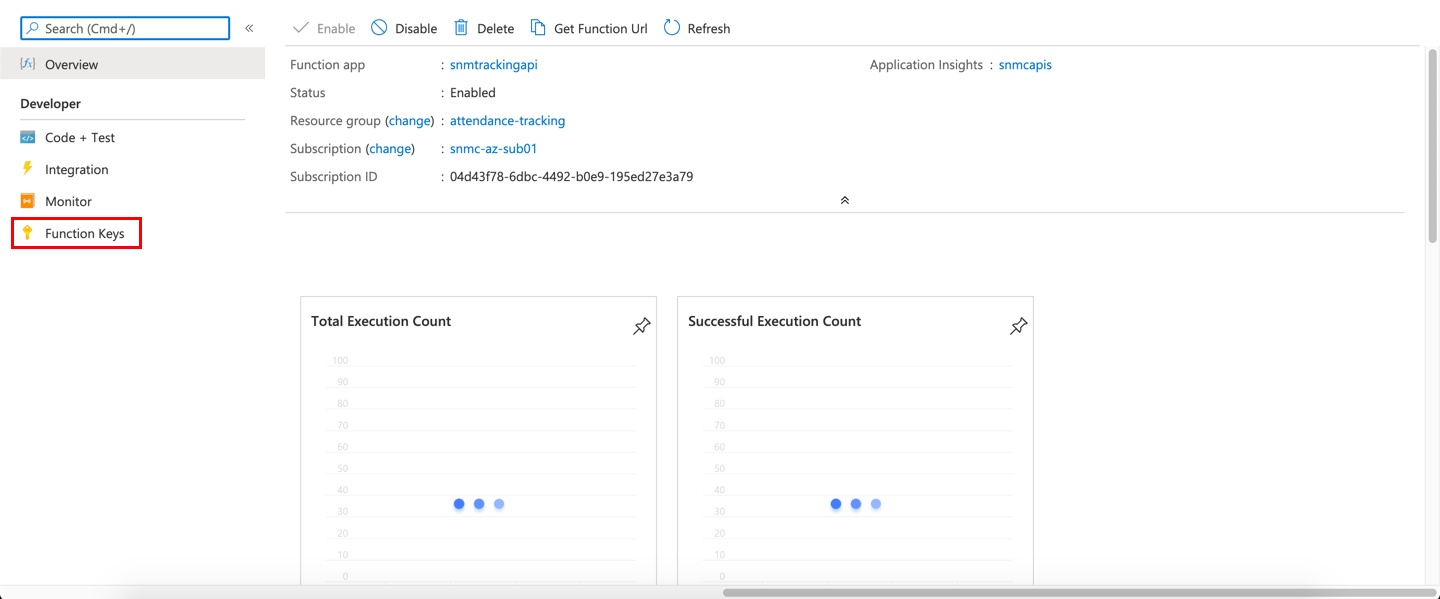 Search (Cmd+/)
«
Enable Disable Delete Get Function Url Refresh
Overview
Developer
Code + Test
Integration
Monitor
Function Keys
Function app : snmtrackingapi
Status : Enabled
Resource group (change) : attendance-tracking
Subscription (change) : snmc-az-sub01
Subscription ID : 04d43f78-6dbc-4492-b0e9-195ed27e3a79
Application Insights : snmcapis
Total Execution Count
100
90
80
70
60
50
40
30
20
10
0
Successful Execution Count
100
90
80
70
60
50
40
30
20
10
0